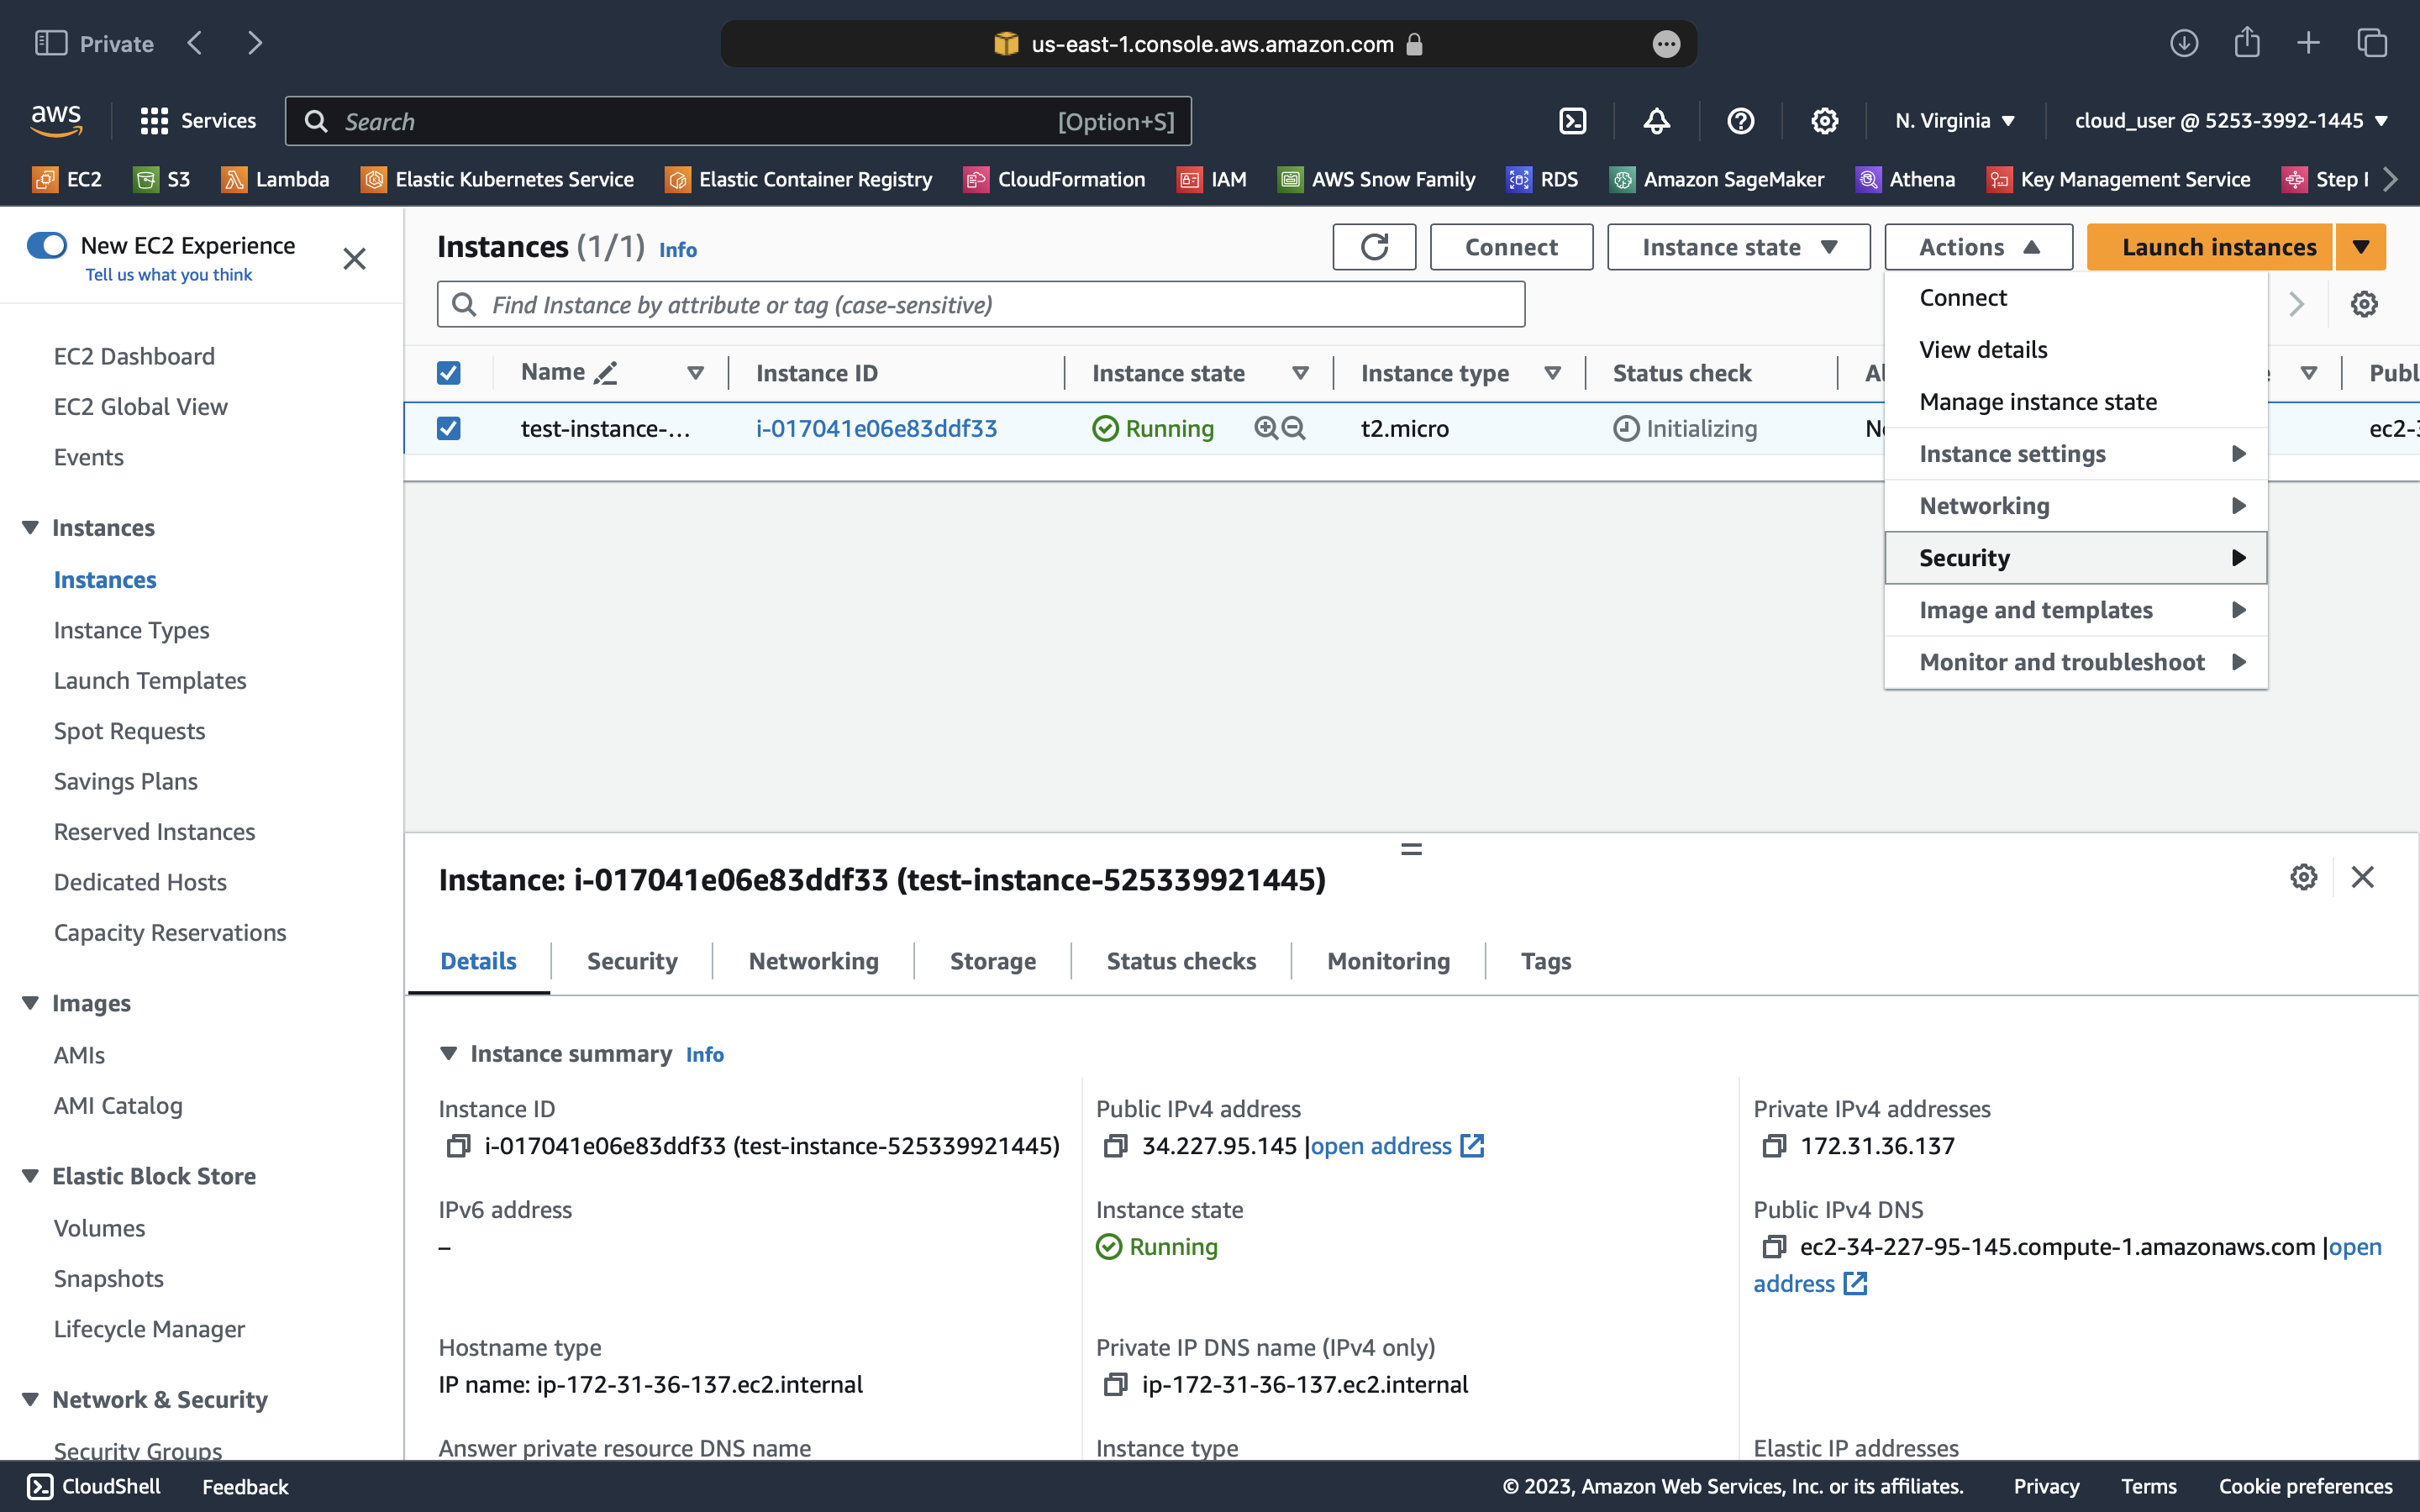 Private
us-east-1.console.aws.amazon.com
aws
Services
Search
[Option+S]
N. Virginia
cloud_user @ 5253-3992-1445
EC2
S3
Lambda
Elastic Kubernetes Service
Elastic Container Registry
CloudFormation
IAM
AWS Snow Family
RDS
Amazon SageMaker
Athena
Key Management Service
Step
New EC2 Experience
Tell us what you think
EC2 Dashboard
EC2 Global View
Events
Instances
Instances
Instance Types
Launch Templates
Spot Requests
Savings Plans
Reserved Instances
Dedicated Hosts
Capacity Reservations
Images
AMIs
AMI Catalog
Elastic Block Store
Volumes
Snapshots
Lifecycle Manager
Network & Security
Security Groups
Instances (1/1) Info
Connect
Instance state
Actions
Launch instances
Find Instance by attribute or tag (case-sensitive)
Name
Instance ID
Instance state
Instance type
Status check
Al
Publ
test-instance-...
i-017041e06e83ddf33
Running
t2.micro
Initializing
ec2-3
Connect
View details
Manage instance state
Instance settings
Networking
Security
Image and templates
Monitor and troubleshoot
Instance: i-017041e06e83ddf33 (test-instance-525339921445)
Details
Security
Networking
Storage
Status checks
Monitoring
Tags
Instance summary Info
Instance ID
i-017041e06e83ddf33 (test-instance-525339921445)
Public IPv4 address
34.227.95.145 |open address
Private IPv4 addresses
172.31.36.137
IPv6 address
–
Instance state
Running
Public IPv4 DNS
ec2-34-227-95-145.compute-1.amazonaws.com |open
address
Hostname type
IP name: ip-172-31-36-137.ec2.internal
Private IP DNS name (IPv4 only)
ip-172-31-36-137.ec2.internal
Answer private resource DNS name
Instance type
Elastic IP addresses
CloudShell
Feedback
© 2023, Amazon Web Services, Inc. or its affiliates.
Privacy
Terms
Cookie preferences